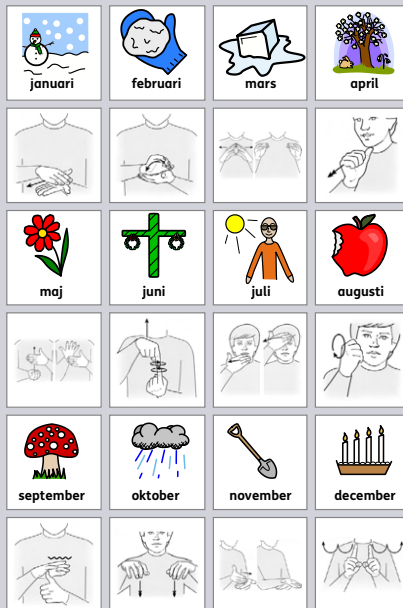 januari
februari
mars
april
maj
juni
juli
augusti
september
oktober
november
december